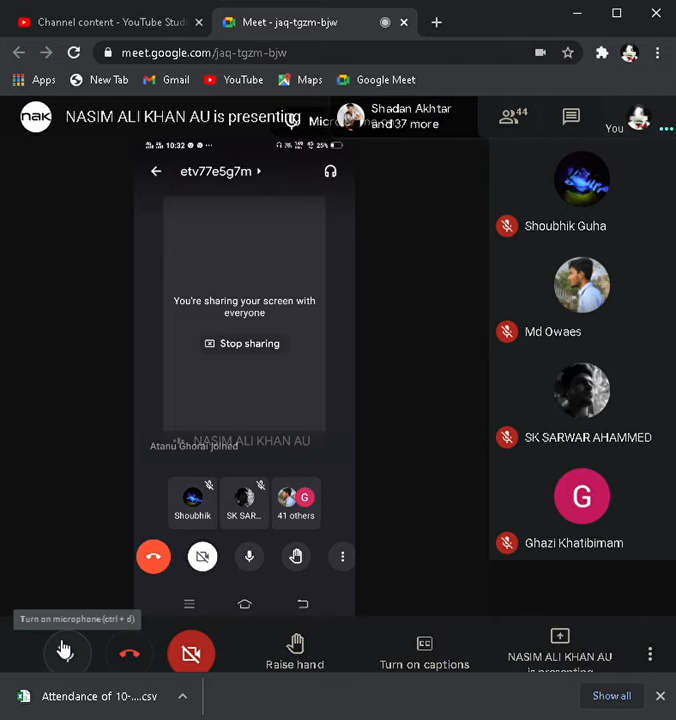 Channel content - YouTube Stud
Meet - jaq-tgzm-bjw
meet.google.com/jaq-tgzm-bjw
Apps
New Tab
Gmail
YouTube
Maps
Google Meet
nak
NASIM ALI KHAN AU is presenting
Shadan Akhtar
and 37 more
44
You
10:32
25%
etv77e5g7m
You're sharing your screen with
everyone
Stop sharing
NASIM ALI KHAN AU
Atanu Ghorai joined
Shoubhik
SK SAR...
G
41 others
Shoubhik Guha
Md Owaes
SK SARWAR AHAMMED
G
Ghazi Khatibimam
Turn on microphone (ctrl + d)
Raise hand
Turn on captions
NASIM ALI KHAN AU
is presenting
Attendance of 10-....csv
Show all